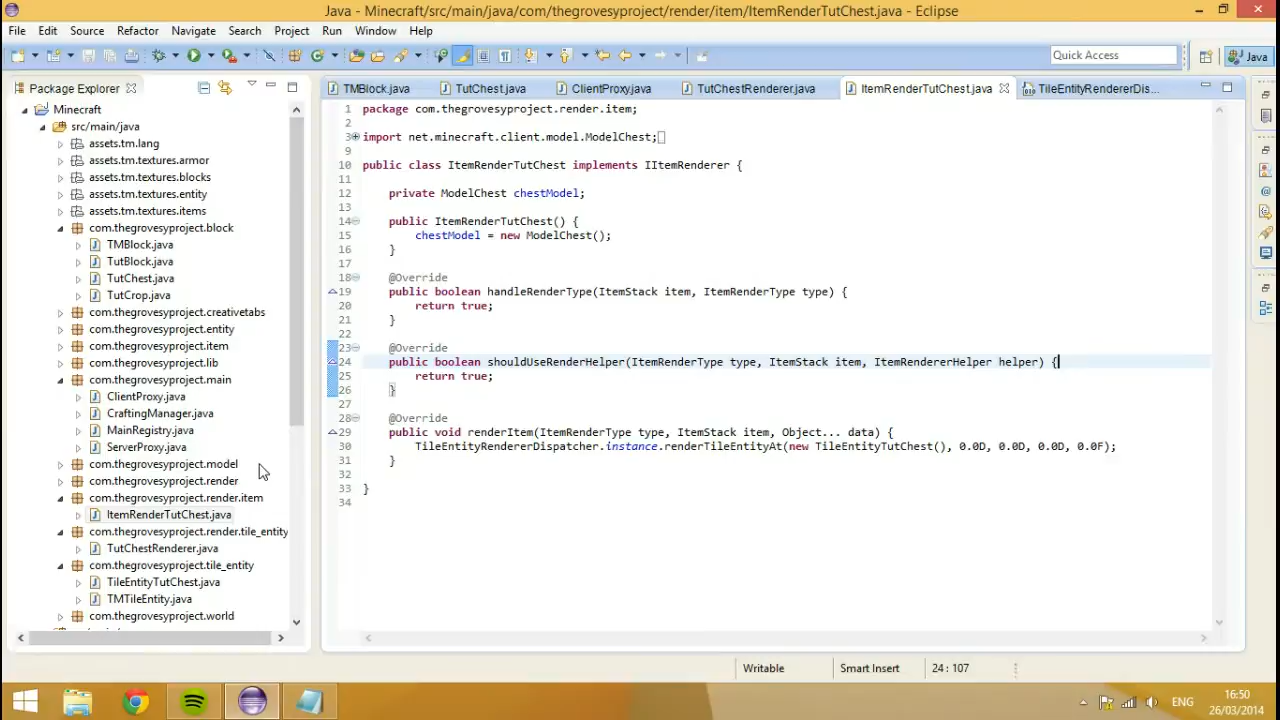 Java - Minecraft/src/main/java/com/thegrovesyproject/render/item/ItemRenderTutChest.java - Eclipse
File Edit Source Refactor Navigate Search Project Run Window Help
Quick Access
Java
Package Explorer
TMBlock.java TutChest.java ClientProxy.java TutChestRenderer.java ItemRenderTutChest.java TileEntityRendererDis...
Minecraft
src/main/java
assets.tm.lang
assets.tm.textures.armor
assets.tm.textures.blocks
assets.tm.textures.entity
assets.tm.textures.items
com.thegrovesyproject.block
TMBlock.java
TutBlock.java
TutChest.java
TutCrop.java
com.thegrovesyproject.creativetabs
com.thegrovesyproject.entity
com.thegrovesyproject.item
com.thegrovesyproject.lib
com.thegrovesyproject.main
ClientProxy.java
CraftingManager.java
MainRegistry.java
ServerProxy.java
com.thegrovesyproject.model
com.thegrovesyproject.render
com.thegrovesyproject.render.item
ItemRenderTutChest.java
com.thegrovesyproject.render.tile_entity
TutChestRenderer.java
com.thegrovesyproject.tile_entity
TileEntityTutChest.java
TMTileEntity.java
com.thegrovesyproject.world
1 package com.thegrovesyproject.render.item;
2
3 import net.minecraft.client.model.ModelChest;
9
10 public class ItemRenderTutChest implements IItemRenderer {
11
12 private ModelChest chestModel;
13
14 public ItemRenderTutChest() {
15 chestModel = new ModelChest();
16 }
17
18 @Override
19 public boolean handleRenderType(ItemStack item, ItemRenderType type) {
20 return true;
21 }
22
23 @Override
24 public boolean shouldUseRenderHelper(ItemRenderType type, ItemStack item, ItemRendererHelper helper) {
25 return true;
26 }
27
28 @Override
29 public void renderItem(ItemRenderType type, ItemStack item, Object... data) {
30 TileEntityRendererDispatcher.instance.renderTileEntityAt(new TileEntityTutChest(), 0.0D, 0.0D, 0.0D, 0.0F);
31 }
32
33 }
34
Writable Smart Insert 24 : 107
ENG
16:50
26/03/2014